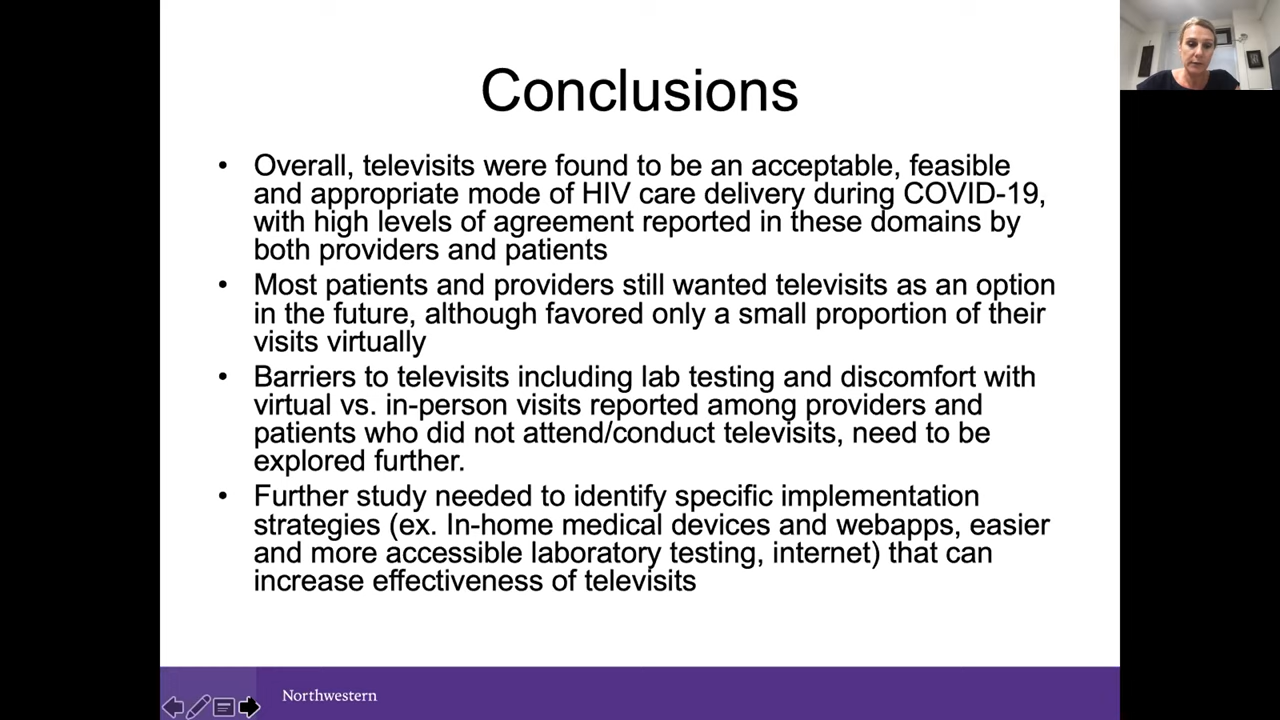 Conclusions
• Overall, televisits were found to be an acceptable, feasible
and appropriate mode of HIV care delivery during COVID-19,
with high levels of agreement reported in these domains by
both providers and patients
• Most patients and providers still wanted televisits as an option
in the future, although favored only a small proportion of their
visits virtually
• Barriers to televisits including lab testing and discomfort with
virtual vs. in-person visits reported among providers and
patients who did not attend/conduct televisits, need to be
explored further.
• Further study needed to identify specific implementation
strategies (ex. In-home medical devices and webapps, easier
and more accessible laboratory testing, internet) that can
increase effectiveness of televisits
Northwestern